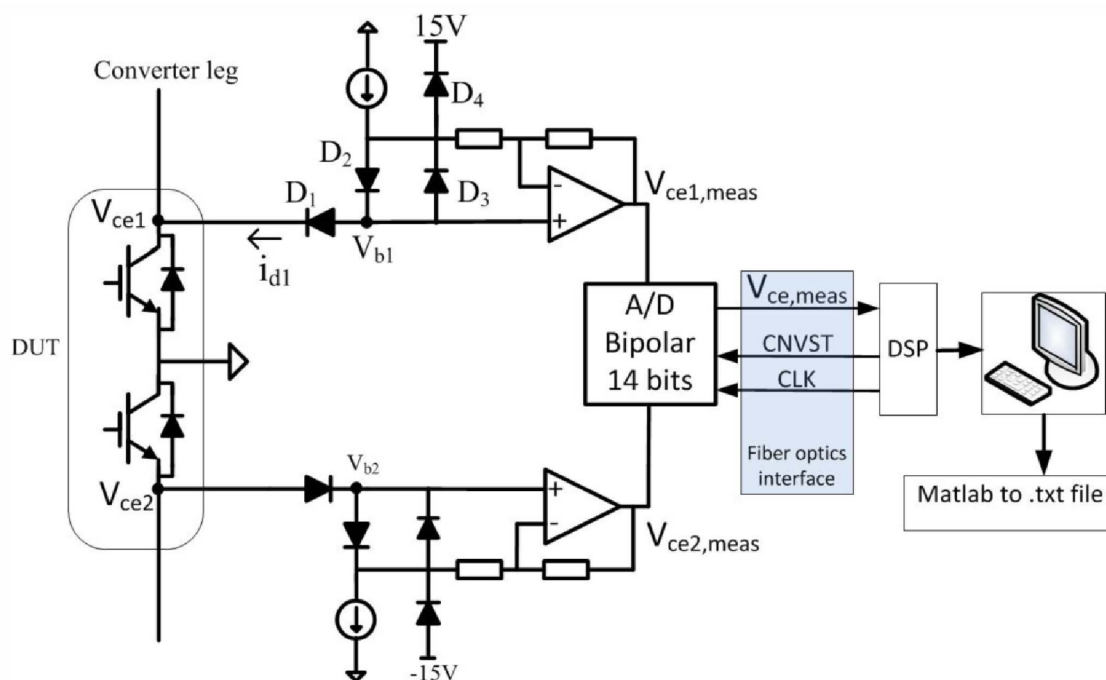 15V
Converter leg
D4
D2
D3
Vce1,meas
D1
Vce1
Vb1
-
+
id1
DUT
A/D
Bipolar
14 bits
Vce,meas
CNVST
CLK
DSP
Fiber optics
interface
Matlab to .txt file
Vb2
Vce2
+
-
Vce2,meas
-15V